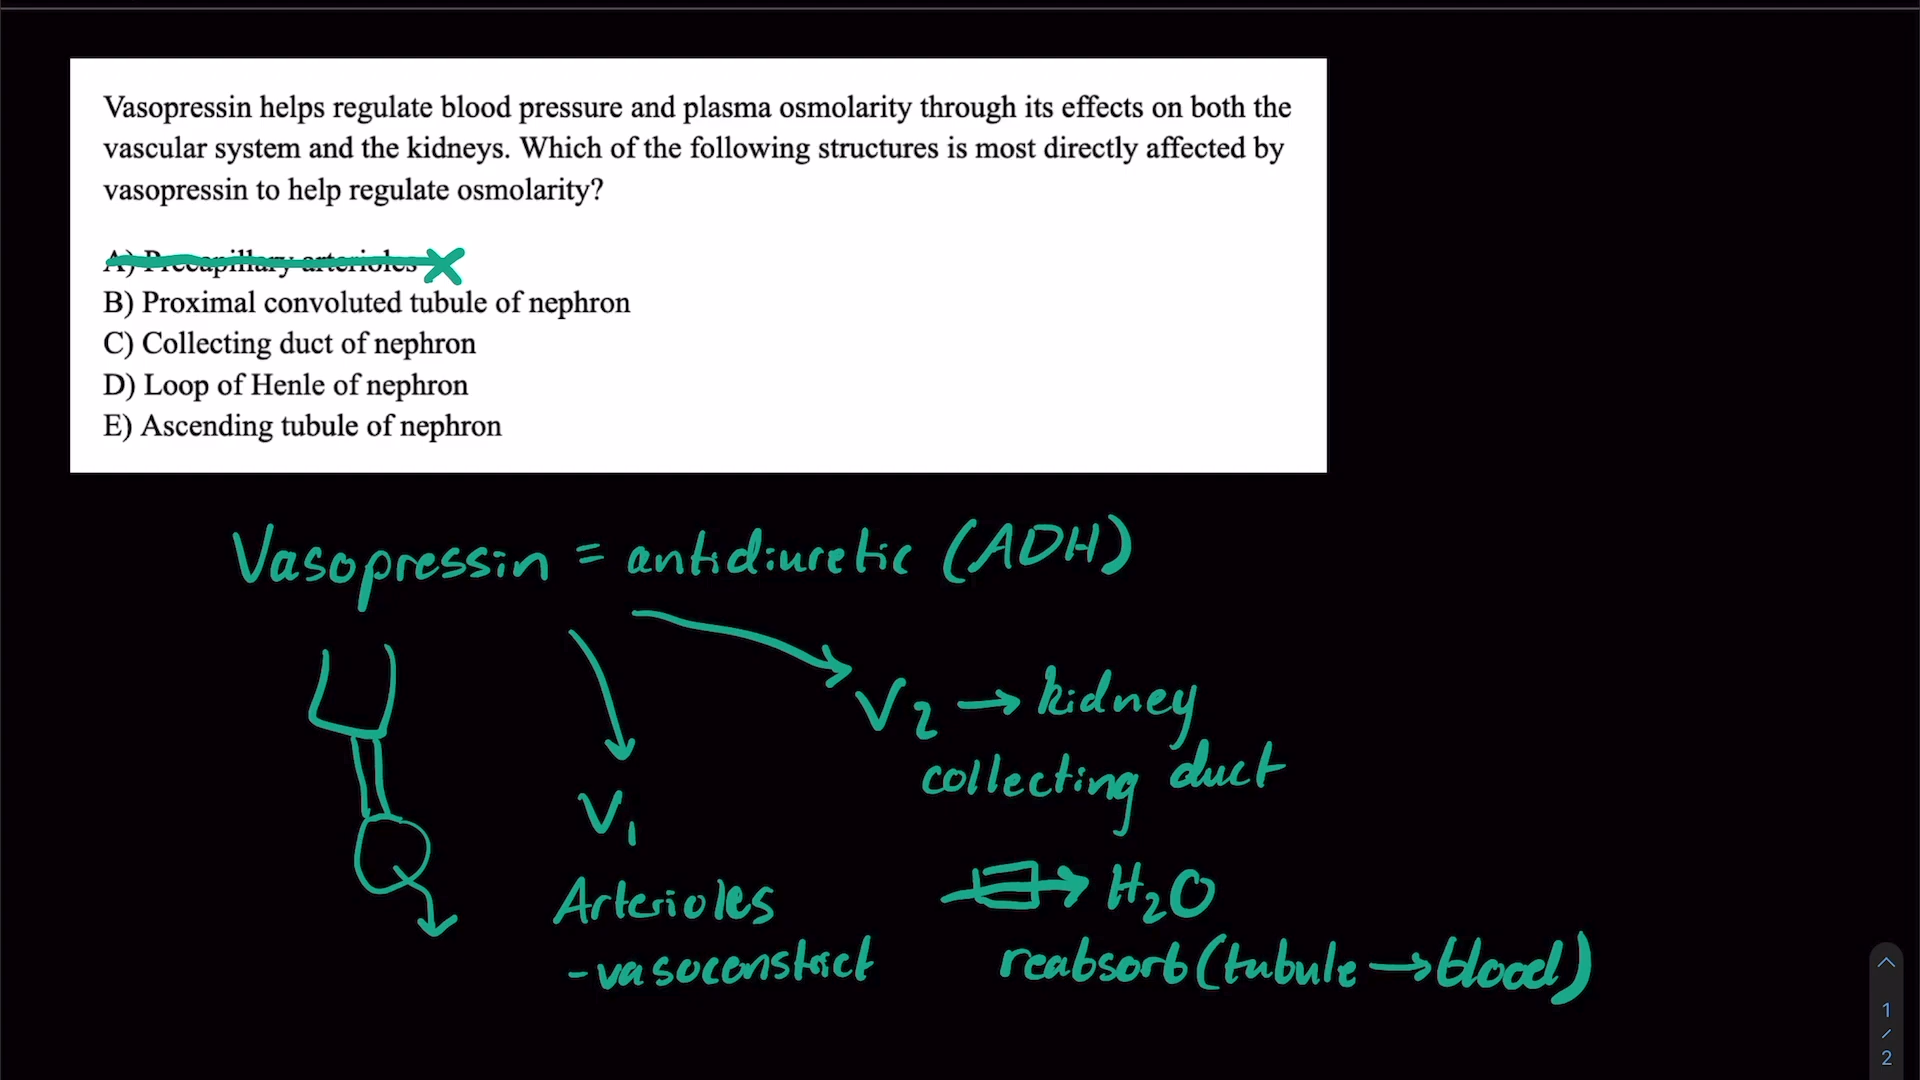 Vasopressin helps regulate blood pressure and plasma osmolarity through its effects on both the
vascular system and the kidneys. Which of the following structures is most directly affected by
vasopressin to help regulate osmolarity?
A) Precapillary arterioles
B) Proximal convoluted tubule of nephron
C) Collecting duct of nephron
D) Loop of Henle of nephron
E) Ascending tubule of nephron
Vasopressin = antidiuretic (ADH)
V2 → kidney
collecting duct
V1
Arterioles
-vasoconstrict
→ H2O
reabsorb (tubule → blood)
1
/
2